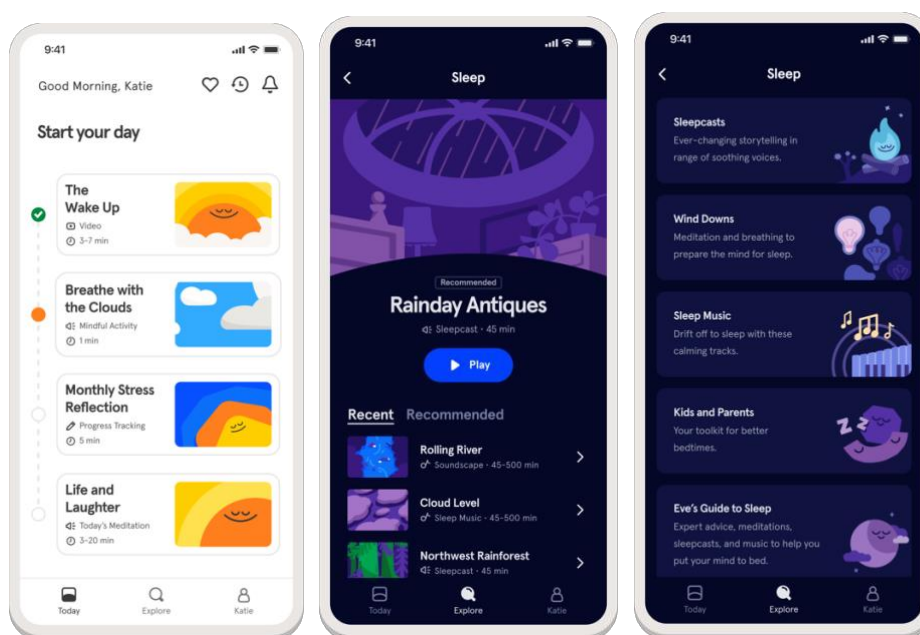 9:41
Good Morning, Katie
Start your day
The
Wake Up
Video
3-7 min
Breathe with
the Clouds
Mindful Activity
1 min
Monthly Stress
Reflection
Progress Tracking
5 min
Life and
Laughter
Today's Meditation
3-20 min
Today
Explore
Katie
9:41
Sleep
Recommended
Rainday Antiques
Sleepcast · 45 min
Play
Recent Recommended
Rolling River
Soundscape · 45-500 min
Cloud Level
Sleep Music · 45-500 min
Northwest Rainforest
Sleepcast · 45 min
Today
Explore
Katie
9:41
Sleep
Sleepcasts
Ever-changing storytelling in
range of soothing voices.
Wind Downs
Meditation and breathing to
prepare the mind for sleep.
Sleep Music
Drift off to sleep with these
calming tracks.
Kids and Parents
Your toolkit for better
bedtimes.
Z Z Z
Eve's Guide to Sleep
Expert advice, meditations,
sleepcasts, and music to help you
put your mind to bed.
Today
Explore
Katie